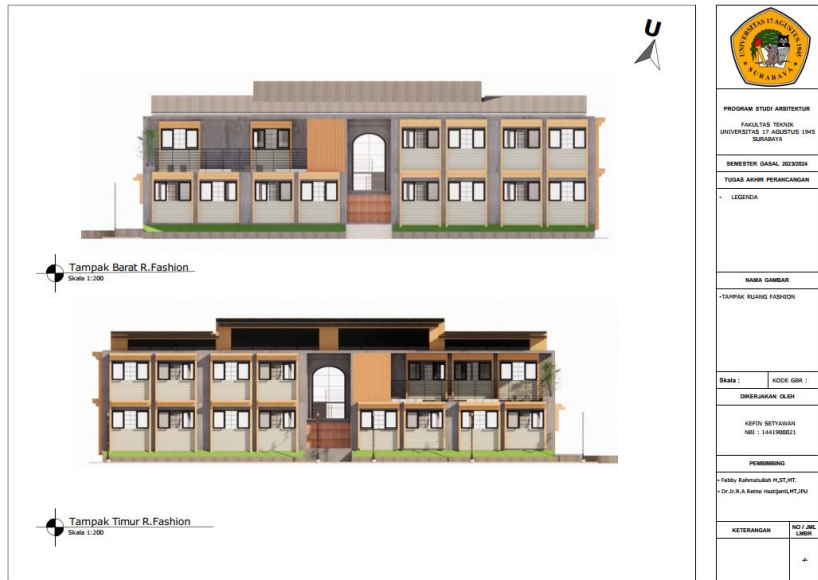 U
Tampak Barat R.Fashion
Skala 1:200
Tampak Timur R.Fashion
Skala 1:200
UNIVERSITAS 17 AGUSTUS 1945
SURABAYA
PROGRAM STUDI ARSITEKTUR
FAKULTAS TEKNIK
UNIVERSITAS 17 AGUSTUS 1945
SURABAYA
SEMESTER GASAL 2023/2024
TUGAS AKHIR PERANCANGAN
- LEGENDA
NAMA GAMBAR
-TAMPAK RUANG FASHION
Skala :
KODE GBR :
DIKERJAKAN OLEH
KEFIN SETYAWAN
NBI : 1441900021
PEMBIMBING
- Febby Rahmatullah M,ST,MT.
- Dr.Ir.R.A Retno Hastijanti,MT,IPU
KETERANGAN
NO / JML
LMBR
-/-